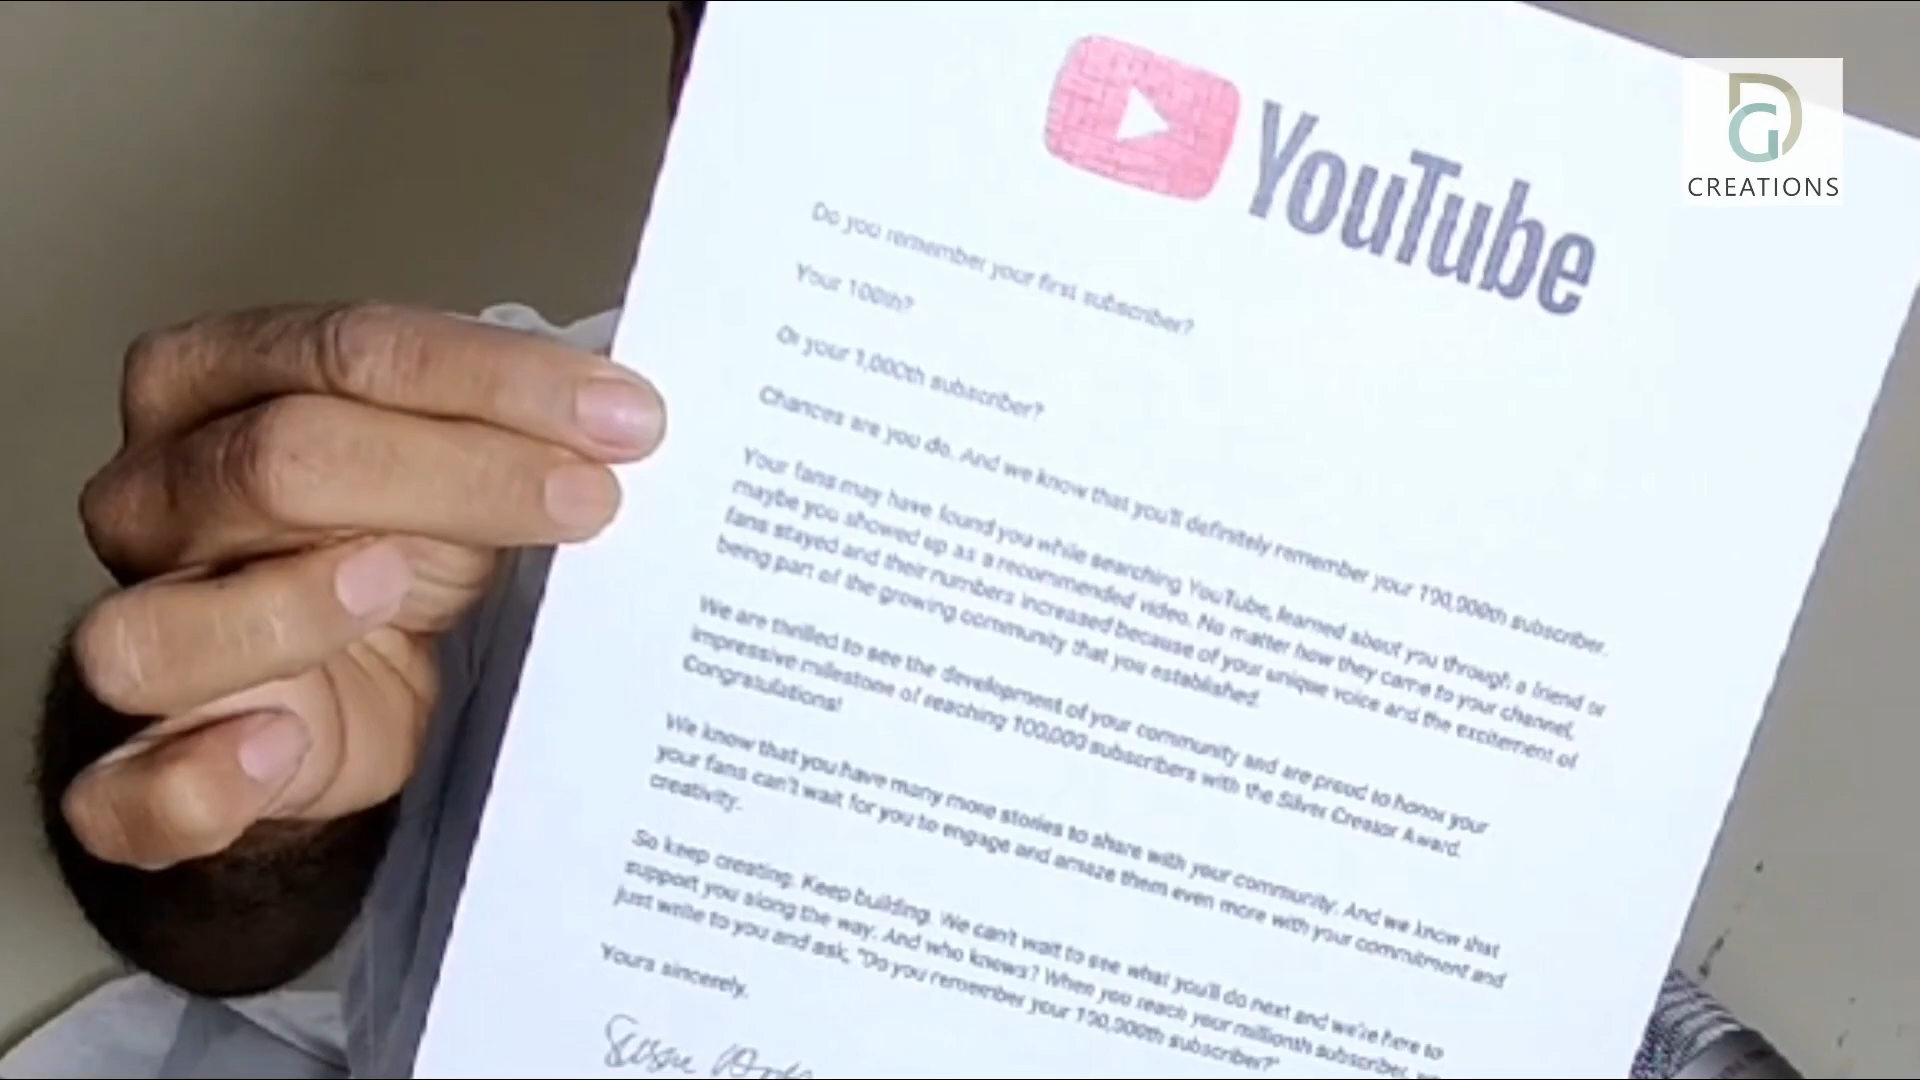 YouTube
DG
CREATIONS
Do you remember your first subscriber?
Your 100th?
Or your 1,000th subscriber?
Chances are you do. And we know that you'll definitely remember your 100,000th subscriber.
Your fans may have found you while searching YouTube, learned about you through a friend or
maybe you showed up as a recommended video. No matter how they came to your channel,
fans stayed and their numbers increased because of your unique voice and the excitement of
being part of the growing community that you established.
We are thrilled to see the development of your community and are proud to honor your
impressive milestone of reaching 100,000 subscribers with the Silver Creator Award.
Congratulations!
We know that you have many more stories to share with your community. And we know that
your fans can't wait for you to engage and amaze them even more with your commitment and
creativity.
So keep creating. Keep building. We can't wait to see what you'll do next and we're here to
support you along the way. And who knows? When you reach your millionth subscriber,
just write to you and ask, "Do you remember your 100,000th subscriber?"
Yours sincerely,